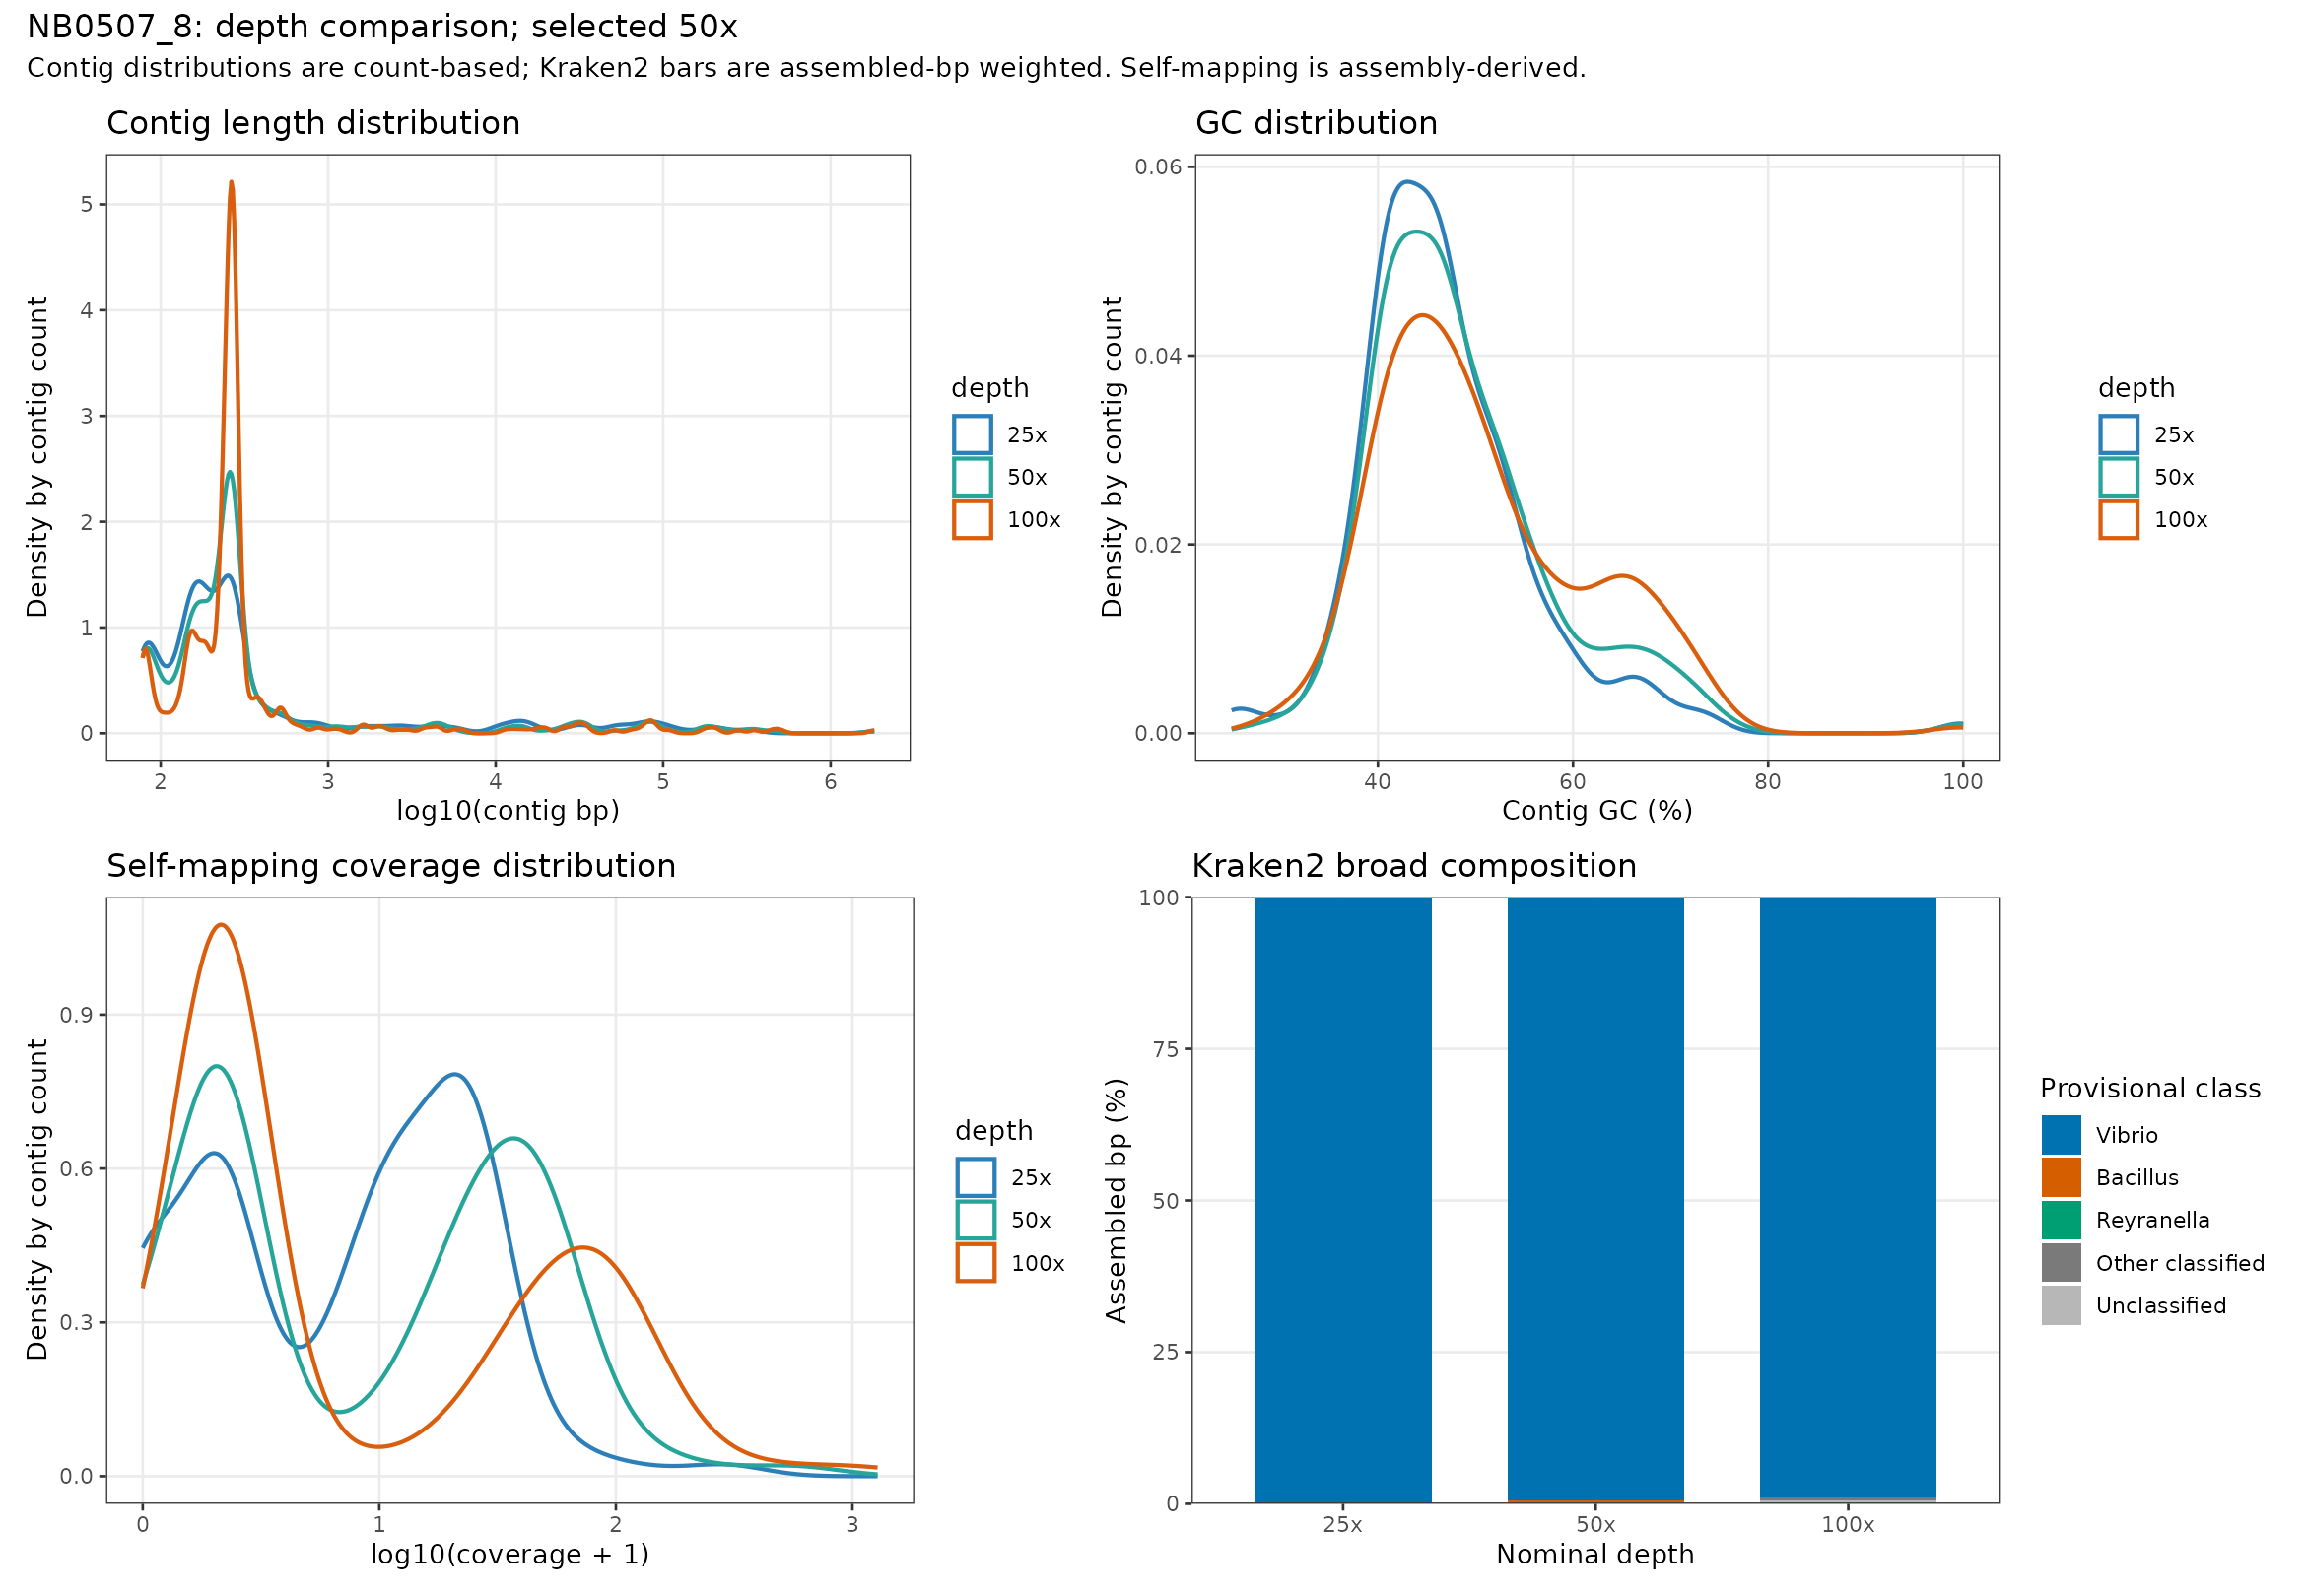 NB0507_8: depth comparison; selected 50x
Contig distributions are count-based; Kraken2 bars are assembled-bp weighted. Self-mapping is assembly-derived.
Contig length distribution
Density by contig count
5
4
3
2
1
0
2
3
4
5
6
log10(contig bp)
depth
25x
50x
100x
GC distribution
Density by contig count
0.06
0.04
0.02
0.00
40
60
80
100
Contig GC (%)
depth
25x
50x
100x
Self-mapping coverage distribution
Density by contig count
0.9
0.6
0.3
0.0
0
1
2
3
log10(coverage + 1)
depth
25x
50x
100x
Kraken2 broad composition
Assembled bp (%)
100
75
50
25
0
25x
50x
100x
Nominal depth
Provisional class
Vibrio
Bacillus
Reyranella
Other classified
Unclassified